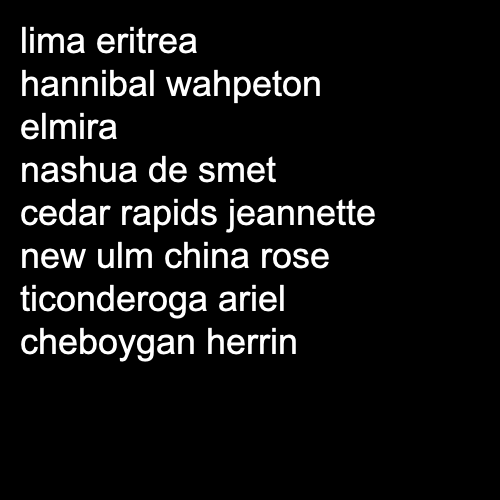 lima eritrea
hannibal wahpeton
elmira
nashua de smet
cedar rapids jeannette
new ulm china rose
ticonderoga ariel
cheboygan herrin